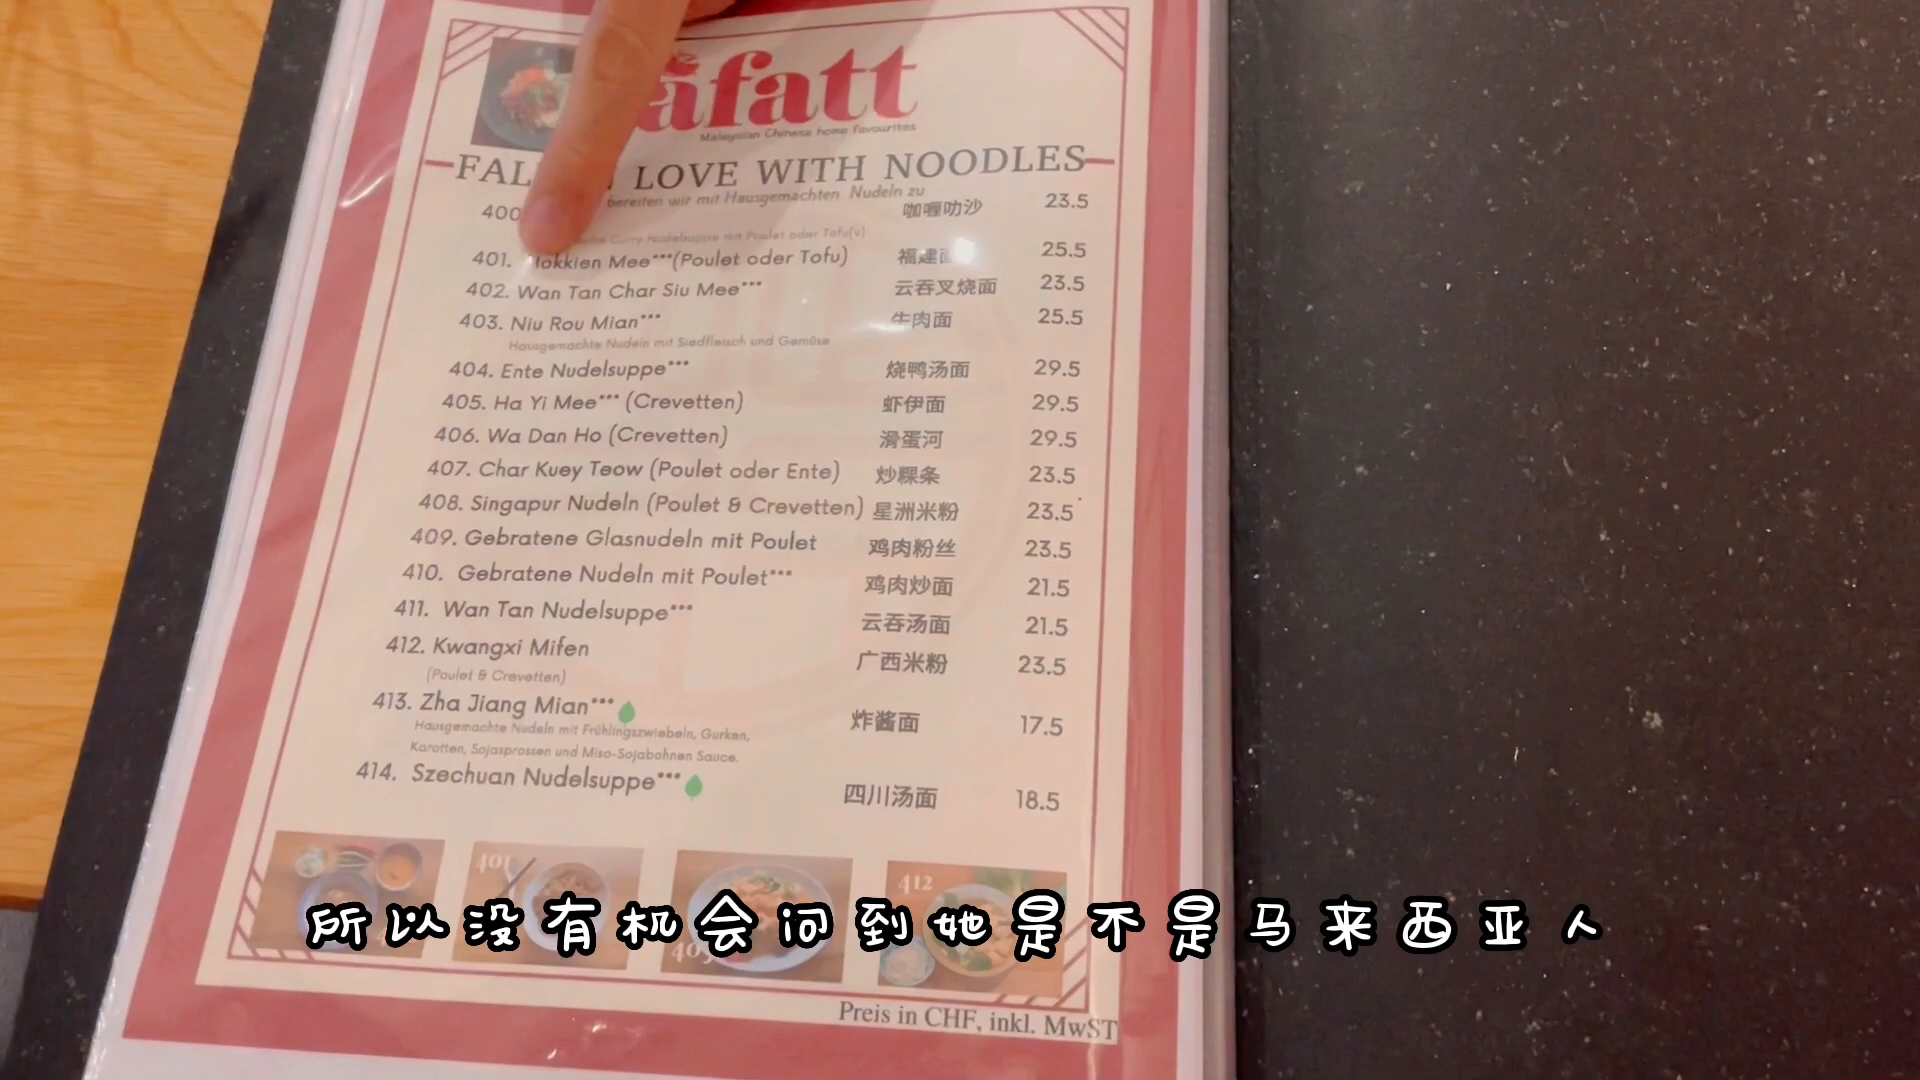 afatt
Malaysian Chinese home favourites
LOVE WITH NOODLES
bereiten wir mit Hausgemachten Nudeln zu
400 咖喱叻沙 23.5
Curry Nudelsuppe mit Poulet oder Tofu(v)
401. Hokkien Mee***(Poulet oder Tofu) 福建面 25.5
402. Wan Tan Char Siu Mee*** 云吞叉烧面 23.5
403. Niu Rou Mian*** 牛肉面 25.5
Hausgemachte Nudeln mit Siedfleisch und Gemüse
404. Ente Nudelsuppe*** 烧鸭汤面 29.5
405. Ha Yi Mee*** (Crevetten) 虾伊面 29.5
406. Wa Dan Ho (Crevetten) 滑蛋河 29.5
407. Char Kuey Teow (Poulet oder Ente) 炒粿条 23.5
408. Singapur Nudeln (Poulet & Crevetten) 星洲米粉 23.5
409. Gebratene Glasnudeln mit Poulet 鸡肉粉丝 23.5
410. Gebratene Nudeln mit Poulet*** 鸡肉炒面 21.5
411. Wan Tan Nudelsuppe*** 云吞汤面 21.5
412. Kwangxi Mifen 广西米粉 23.5
(Poulet & Crevetten)
413. Zha Jiang Mian*** 炸酱面 17.5
Hausgemachte Nudeln mit Frühlingszwiebeln, Gurken,
Karotten, Sojasprossen und Miso-Sojabohnen Sauce.
414. Szechuan Nudelsuppe*** 四川汤面 18.5
401
412
所以没有机会问到她是不是马来西亚人
Preis in CHF, inkl. MwST